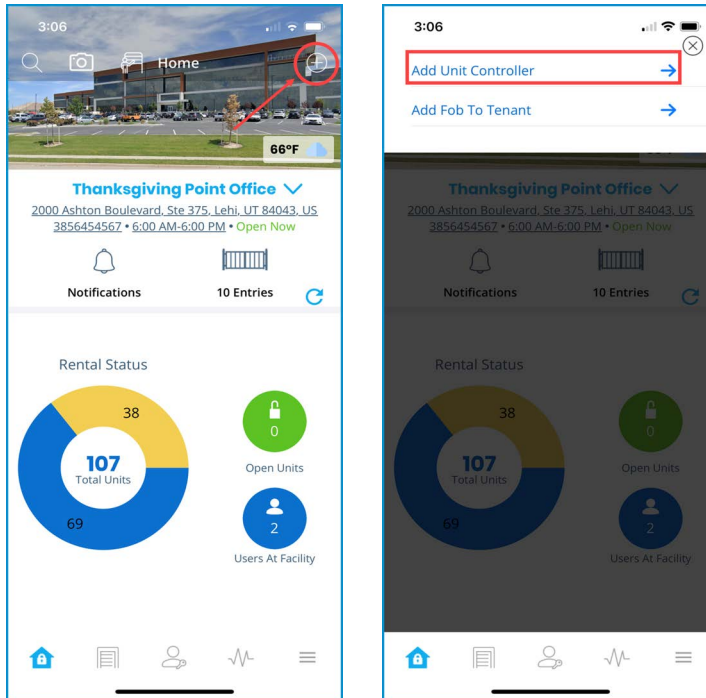 3:06
Home
66°F
Thanksgiving Point Office
2000 Ashton Boulevard, Ste 375, Lehi, UT 84043, US
3856454567 • 6:00 AM-6:00 PM • Open Now
Notifications
10 Entries
Rental Status
38
107
Total Units
69
0
Open Units
2
Users At Facility
3:06
Add Unit Controller
Add Fob To Tenant
Thanksgiving Point Office
2000 Ashton Boulevard, Ste 375, Lehi, UT 84043, US
3856454567 • 6:00 AM-6:00 PM • Open Now
Notifications
10 Entries
Rental Status
38
107
Total Units
69
0
Open Units
2
Users At Facility